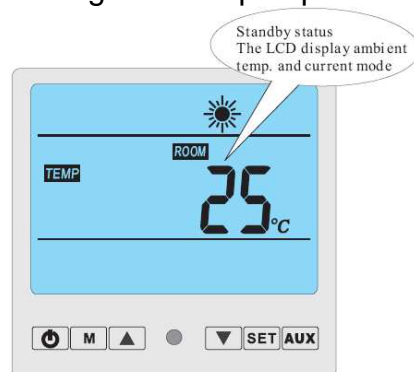 Standby status
The LCD display ambient
temp. and current mode
ROOM
TEMP
25 °C
M SET AUX